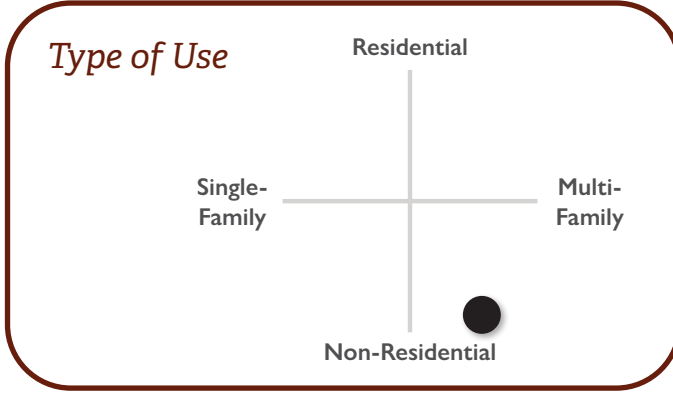 Type of Use
Residential
Single-
Family
Multi-
Family
Non-Residential